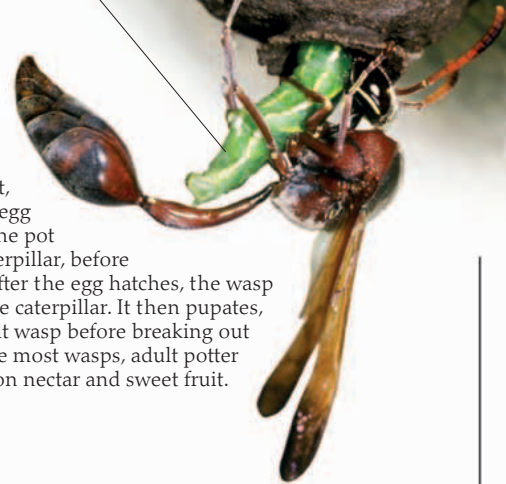 t,
egg
he pot
erpillar, before
fter the egg hatches, the wasp
e caterpillar. It then pupates,
lt wasp before breaking out
e most wasps, adult potter
on nectar and sweet fruit.